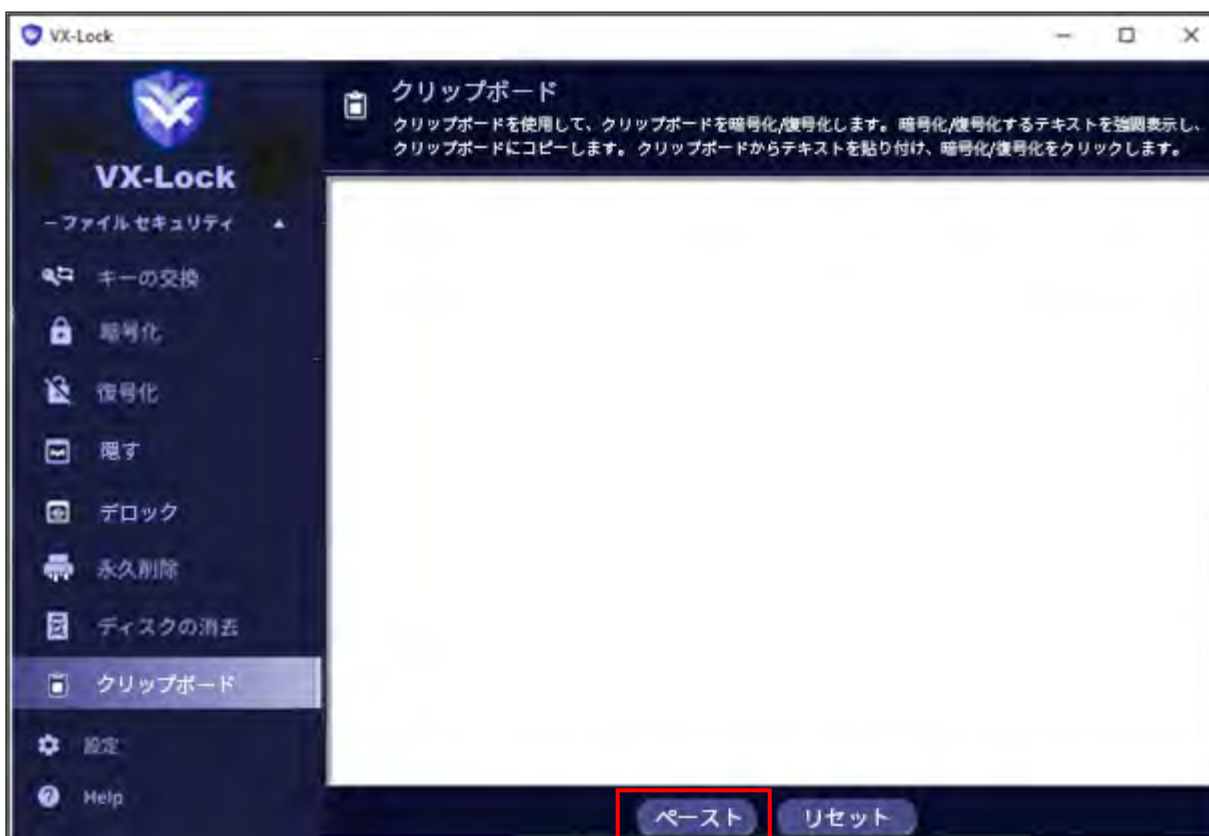 VX-Lock
VX-Lock
クリップボード
クリップボードを使用して、クリップボードを暗号化/復号化します。暗号化/復号化するテキストを強調表示し、
クリップボードにコピーします。クリップボードからテキストを貼り付け、暗号化/復号化をクリックします。
－ファイル セキュリティ
キーの交換
暗号化
復号化
隠す
デロック
永久削除
ディスクの消去
クリップボード
設定
Help
ペースト リセット